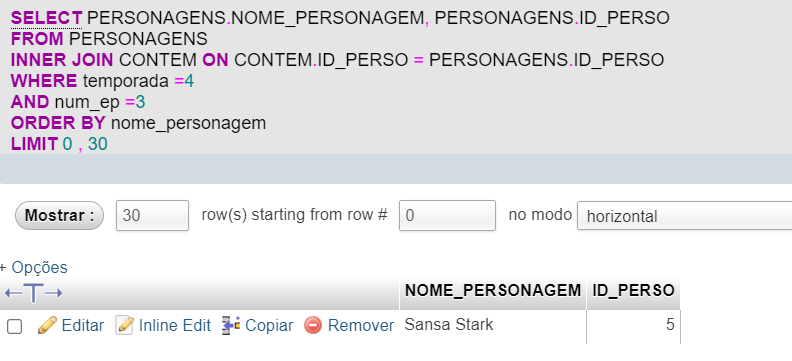 SELECT PERSONAGENS.NOME_PERSONAGEM, PERSONAGENS.ID_PERSO
FROM PERSONAGENS
INNER JOIN CONTEM ON CONTEM.ID_PERSO = PERSONAGENS.ID_PERSO
WHERE temporada =4
AND num_ep =3
ORDER BY nome_personagem
LIMIT 0 , 30
Mostrar : 30 row(s) starting from row # 0 no modo horizontal
+ Opções
←T→ NOME_PERSONAGEM ID_PERSO
Editar Inline Edit Copiar Remover Sansa Stark 5